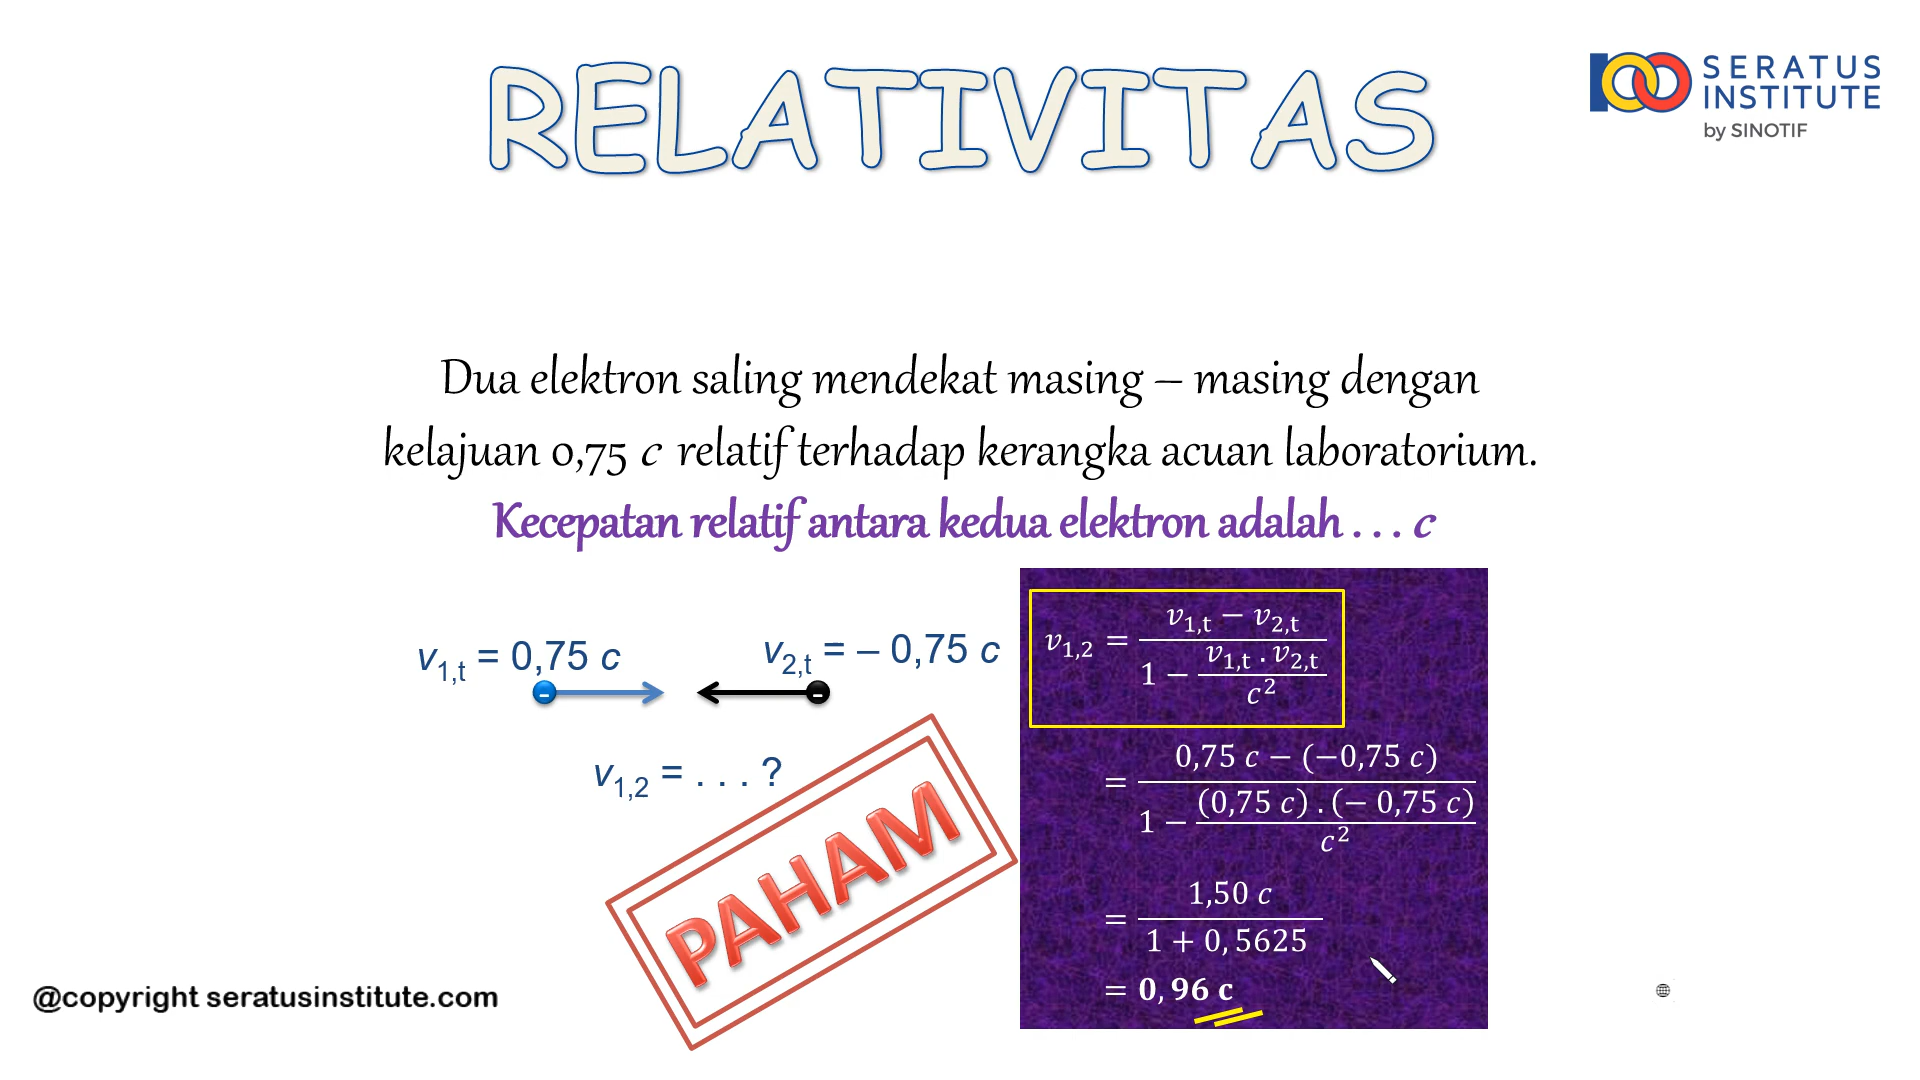 RELATIVITAS
SERATUS
INSTITUTE
by SINOTIF
Dua elektron saling mendekat masing – masing dengan
kelajuan 0,75 c relatif terhadap kerangka acuan laboratorium.
Kecepatan relatif antara kedua elektron adalah . . . c
v1,t = 0,75 c
v2,t = – 0,75 c
- -
v1,2 = . . . ?
PAHAM
v1,2 = (v1,t − v2,t) / (1 − (v1,t . v2,t) / c²)
= (0,75 c − (−0,75 c)) / (1 − ((0,75 c) . (− 0,75 c)) / c²)
= 1,50 c / (1 + 0, 5625)
= 0, 96 c
@copyright seratusinstitute.com